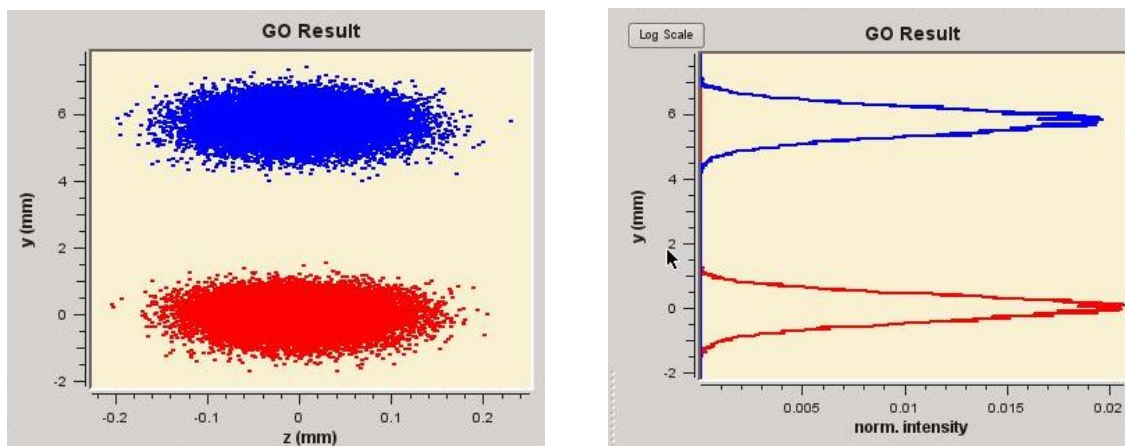 GO Result
6
4
2
0
-2
y (mm)
-0.2 -0.1 0 0.1 0.2
z (mm)
Log Scale
GO Result
6
4
2
0
-2
y (mm)
0.005 0.01 0.015 0.02
norm. intensity